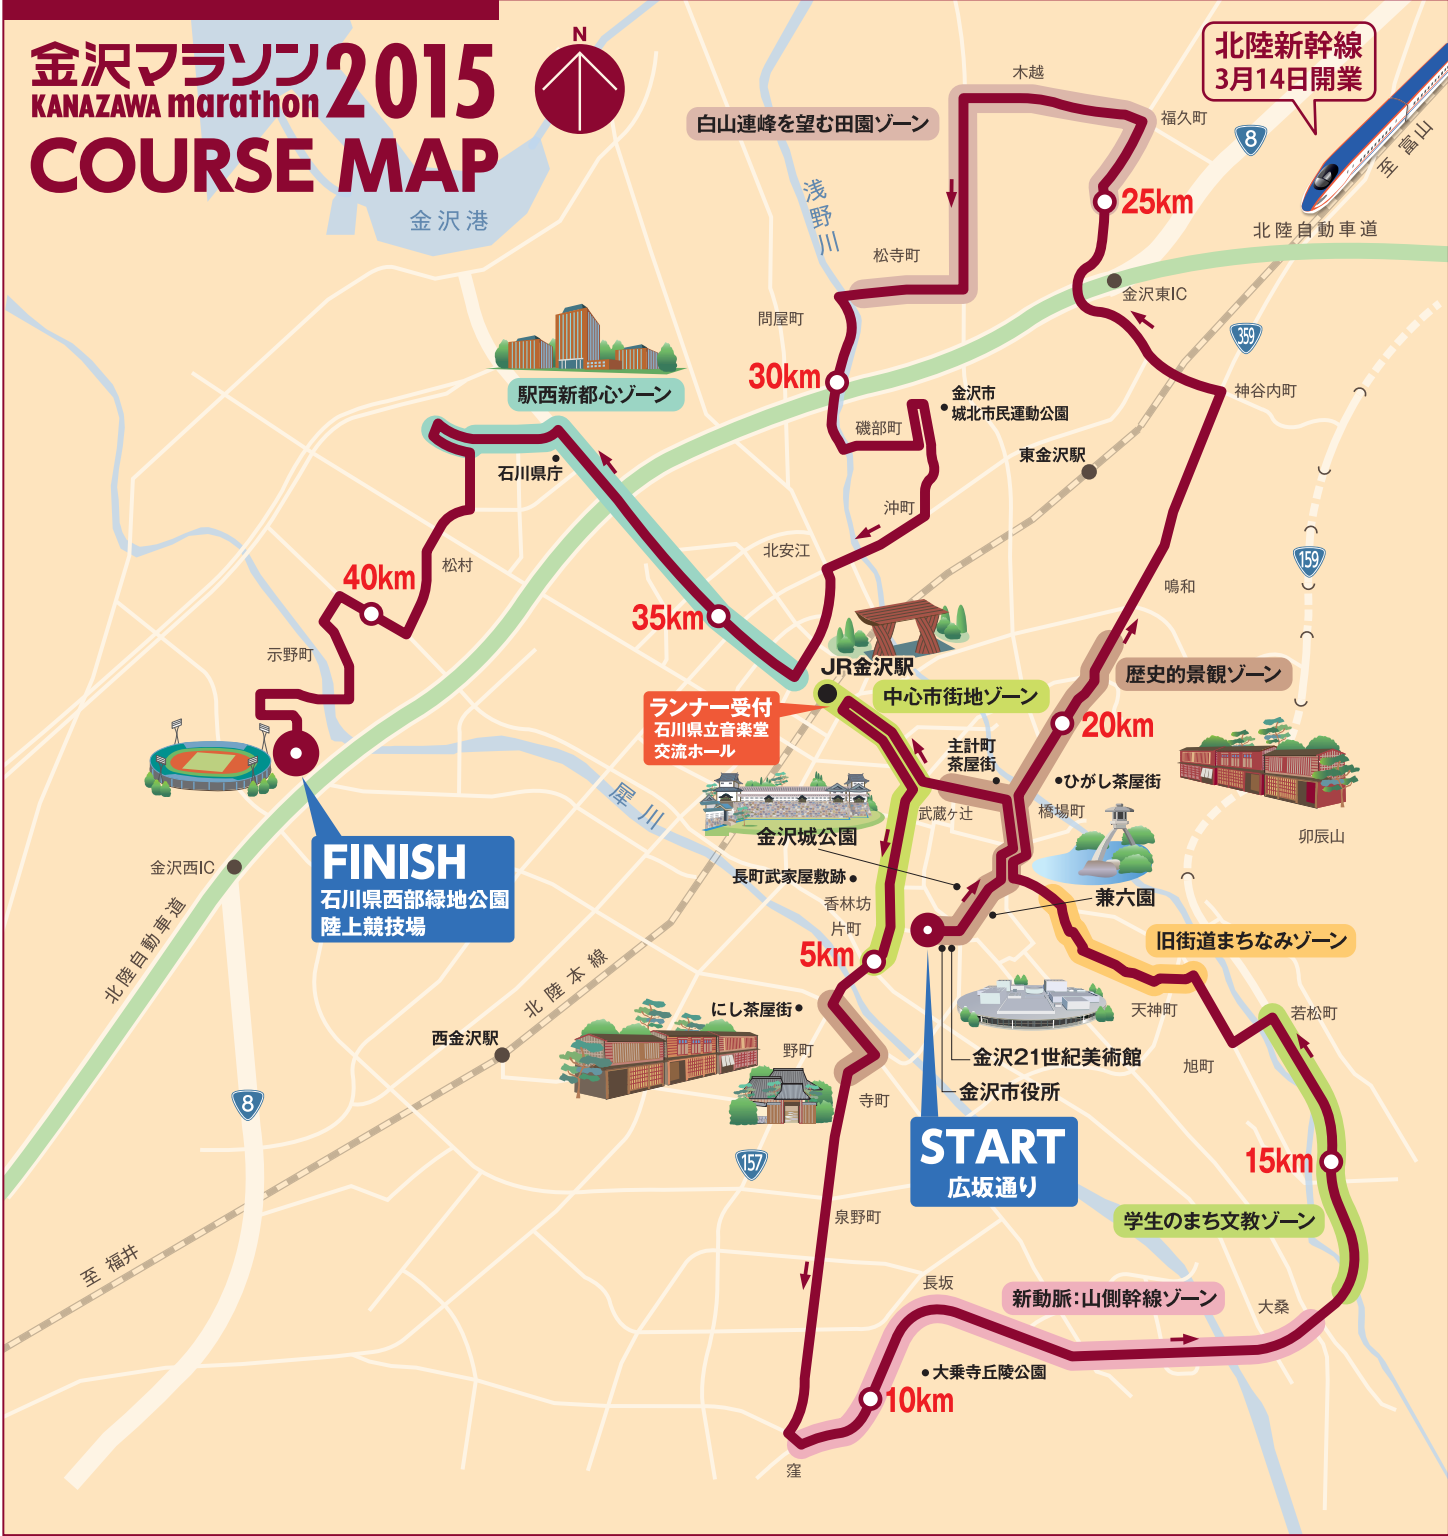 金沢マラソン
KANAZAWA marathon
2015
COURSE MAP
N
北陸新幹線
3月14日開業
木越
福久町
8
至 富山
白山連峰を望む田園ゾーン
金沢港
浅野川
25km
北陸自動車道
松寺町
金沢東IC
問屋町
359
30km
神谷内町
駅西新都心ゾーン
金沢市
城北市民運動公園
磯部町
東金沢駅
石川県庁
沖町
北安江
159
松村
40km
鳴和
35km
示野町
JR金沢駅
歴史的景観ゾーン
中心市街地ゾーン
ランナー受付
石川県立音楽堂
交流ホール
20km
主計町
茶屋街
ひがし茶屋街
犀川
武蔵ヶ辻
橋場町
金沢城公園
卯辰山
FINISH
石川県西部緑地公園
陸上競技場
金沢西IC
長町武家屋敷跡
香林坊
片町
兼六園
北陸自動車道
5km
旧街道まちなみゾーン
北陸本線
にし茶屋街
天神町
若松町
西金沢駅
野町
金沢21世紀美術館
旭町
金沢市役所
8
寺町
START
広坂通り
157
15km
泉野町
学生のまち文教ゾーン
至 福井
長坂
新動脈:山側幹線ゾーン
大桑
大乗寺丘陵公園
10km
窪